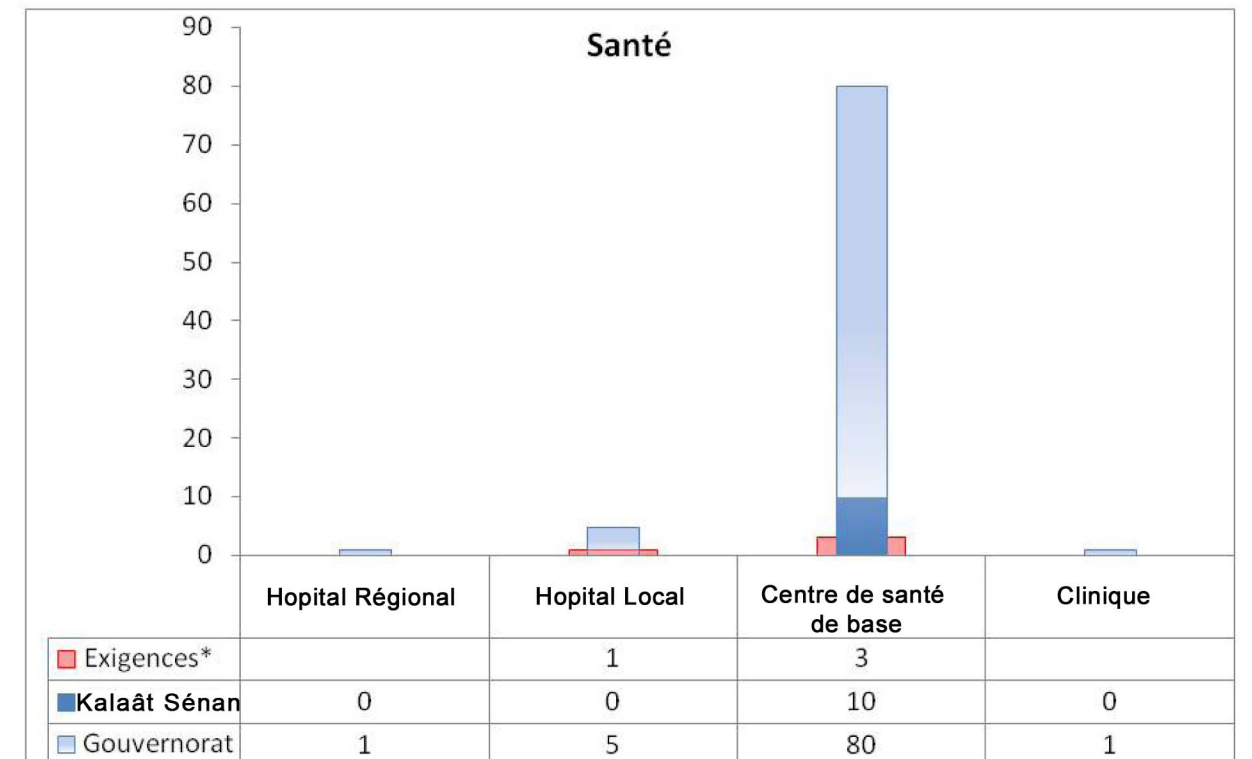 Santé
90
80
70
60
50
40
30
20
10
0
Hopital Régional Hopital Local Centre de santé de base Clinique
Exigences* 1 3
Kalaât Sénan 0 0 10 0
Gouvernorat 1 5 80 1